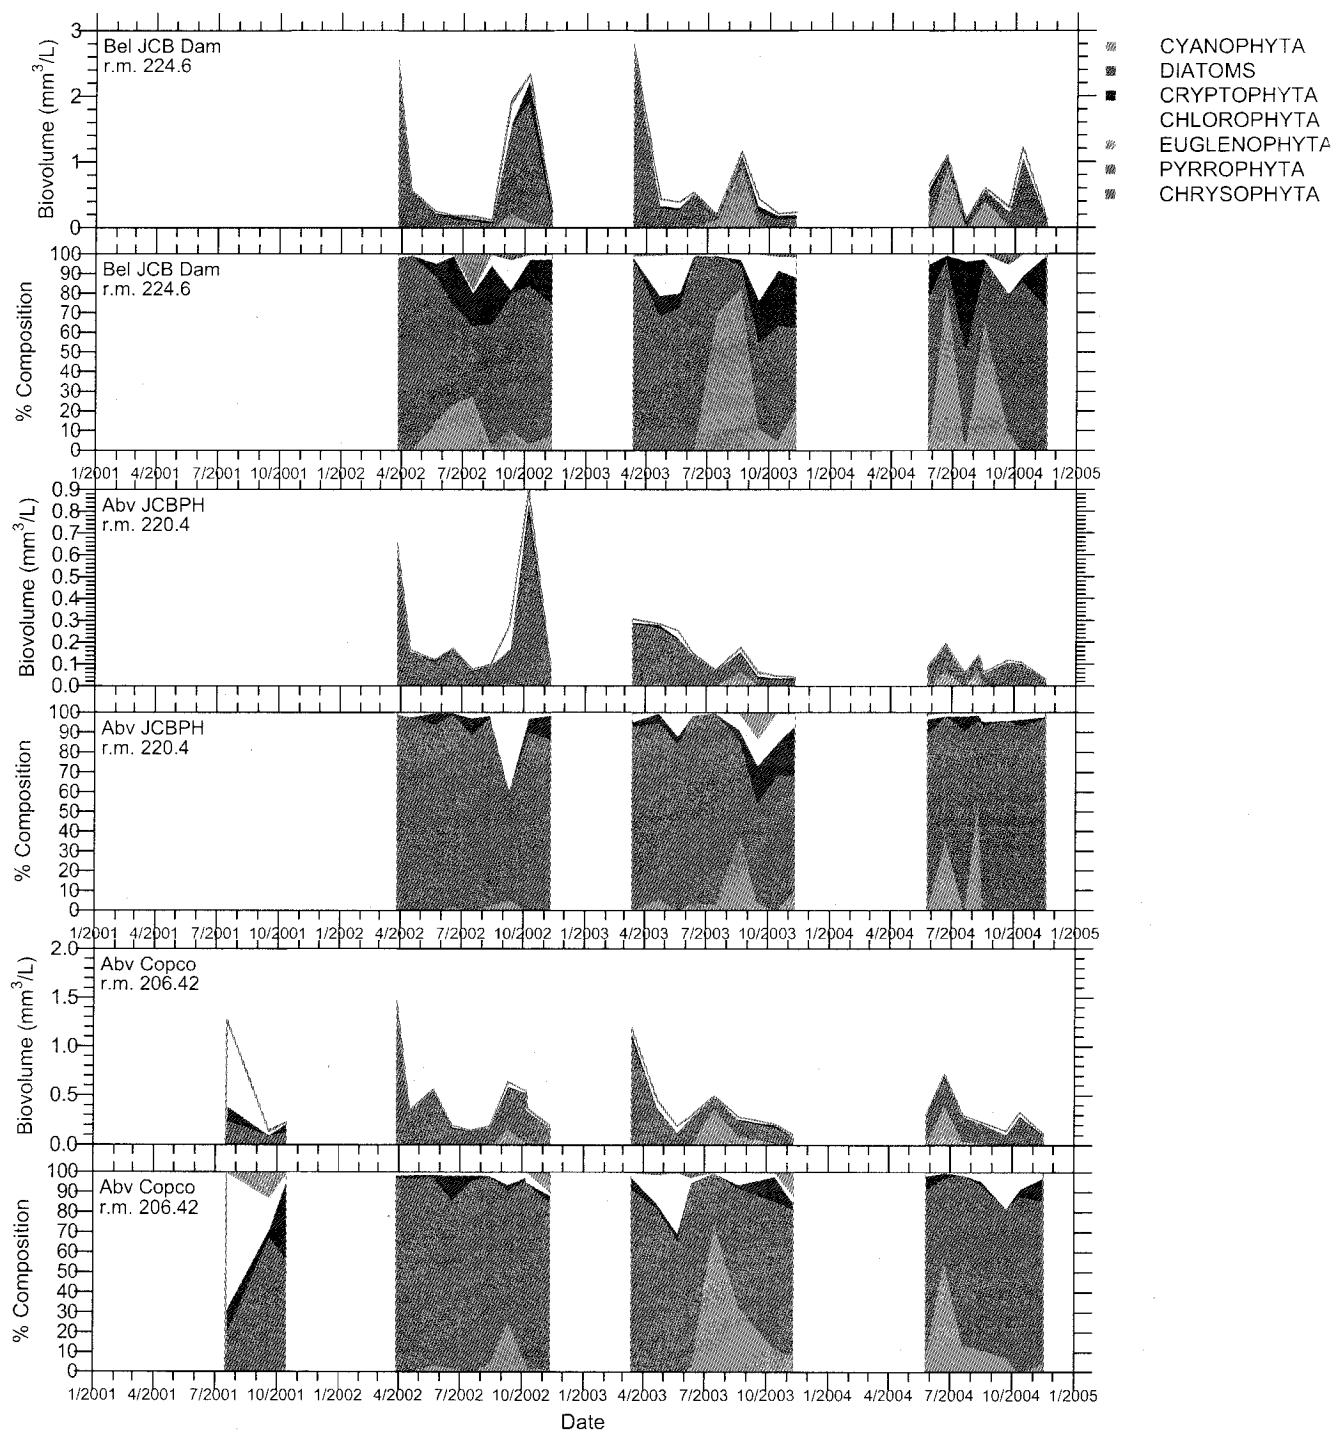 3
2
1
0
Biovolume (mm³/L)
Bel JCB Dam
r.m. 224.6
CYANOPHYTA
DIATOMS
CRYPTOPHYTA
CHLOROPHYTA
EUGLENOPHYTA
PYRROPHYTA
CHRYSOPHYTA
100
90
80
70
60
50
40
30
20
10
0
% Composition
Bel JCB Dam
r.m. 224.6
1/2001 4/2001 7/2001 10/2001 1/2002 4/2002 7/2002 10/2002 1/2003 4/2003 7/2003 10/2003 1/2004 4/2004 7/2004 10/2004 1/2005
0.9
0.8
0.7
0.6
0.5
0.4
0.3
0.2
0.1
0.0
Biovolume (mm³/L)
Abv JCBPH
r.m. 220.4
100
90
80
70
60
50
40
30
20
10
0
% Composition
Abv JCBPH
r.m. 220.4
1/2001 4/2001 7/2001 10/2001 1/2002 4/2002 7/2002 10/2002 1/2003 4/2003 7/2003 10/2003 1/2004 4/2004 7/2004 10/2004 1/2005
2.0
1.5
1.0
0.5
0.0
Biovolume (mm³/L)
Abv Copco
r.m. 206.42
100
90
80
70
60
50
40
30
20
10
0
% Composition
Abv Copco
r.m. 206.42
1/2001 4/2001 7/2001 10/2001 1/2002 4/2002 7/2002 10/2002 1/2003 4/2003 7/2003 10/2003 1/2004 4/2004 7/2004 10/2004 1/2005
Date